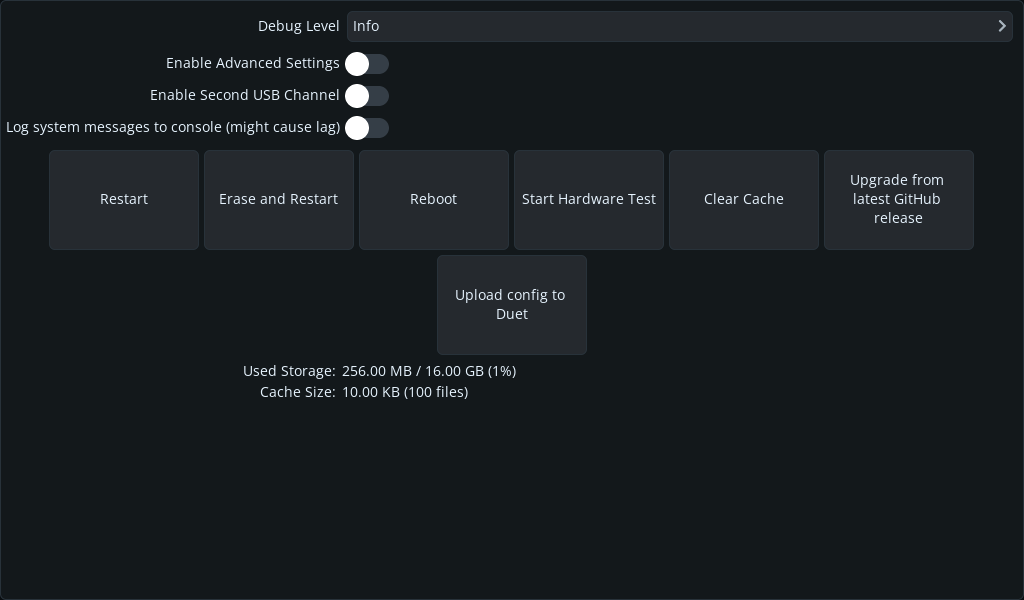 Debug Level Info
Enable Advanced Settings
Enable Second USB Channel
Log system messages to console (might cause lag)
Restart
Erase and Restart
Reboot
Start Hardware Test
Clear Cache
Upgrade from
latest GitHub
release
Upload config to
Duet
Used Storage: 256.00 MB / 16.00 GB (1%)
Cache Size: 10.00 KB (100 files)